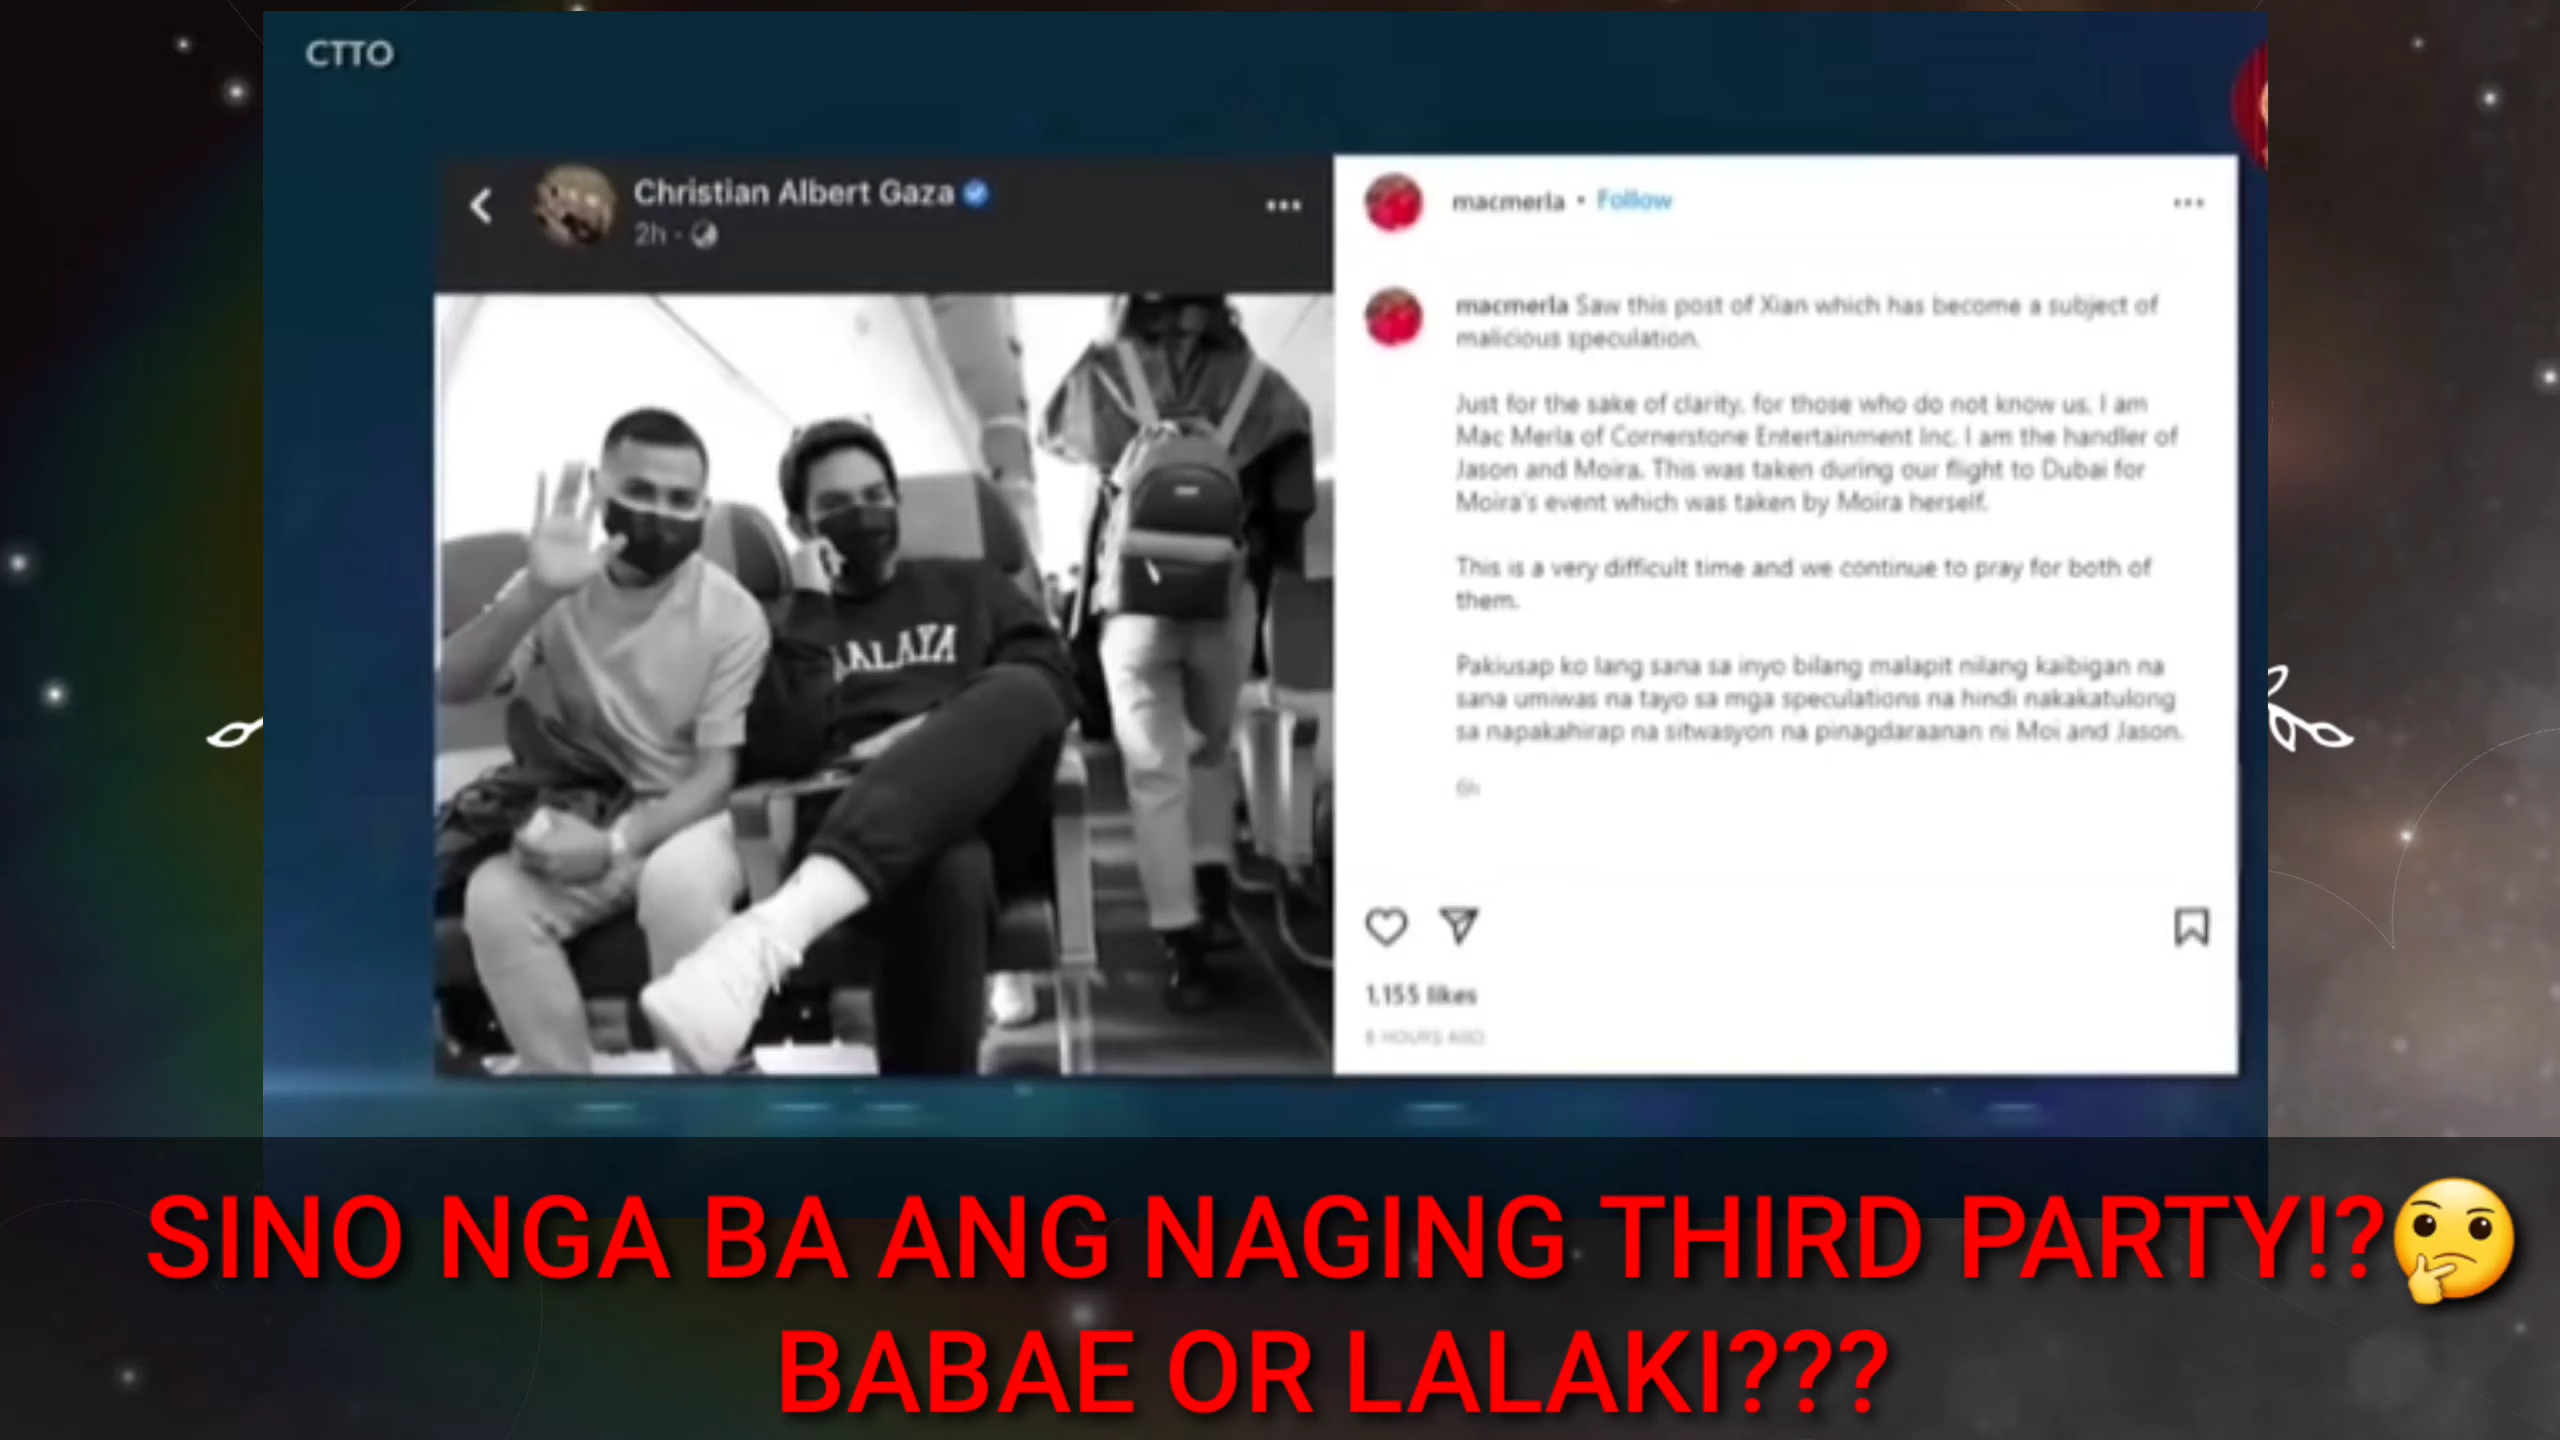 CTTO
Christian Albert Gaza
2h
macmerla • Follow
macmerla Saw this post of Xian which has become a subject of
malicious speculation.
Just for the sake of clarity, for those who do not know us, I am
Mac Merla of Cornerstone Entertainment Inc. I am the handler of
Jason and Moira. This was taken during our flight to Dubai for
Moira's event which was taken by Moira herself.
This is a very difficult time and we continue to pray for both of
them.
Pakiusap ko lang sana sa inyo bilang malapit nilang kaibigan na
sana umiwas na tayo sa mga speculations na hindi nakakatulong
sa napakahirap na sitwasyon na pinagdaraanan ni Moi and Jason.
6h
1,155 likes
HOURS AGO
ALAYA
SINO NGA BA ANG NAGING THIRD PARTY!?🤔
BABAE OR LALAKI???